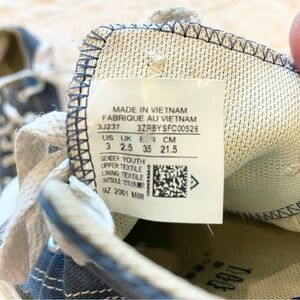 MADE IN VIETNAM
FABRIQUE AU VIETNAM
3J237 3ZRBYSFC00526
US UK EUR CM
3 2.5 35 21.5
GENDER: YOUTH
UPPER:TEXTILE
LINING:TEXTILE
OUTSOLE:
CONVERSE
9Z 2001 M88